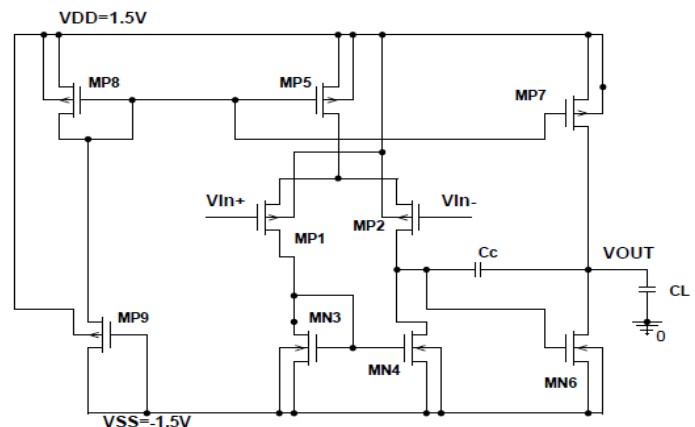 VDD=1.5V
MP8
MP5
MP7
VIn+
VIn-
MP1
MP2
Cc
VOUT
CL
0
MP9
MN3
MN4
MN6
VSS=-1.5V